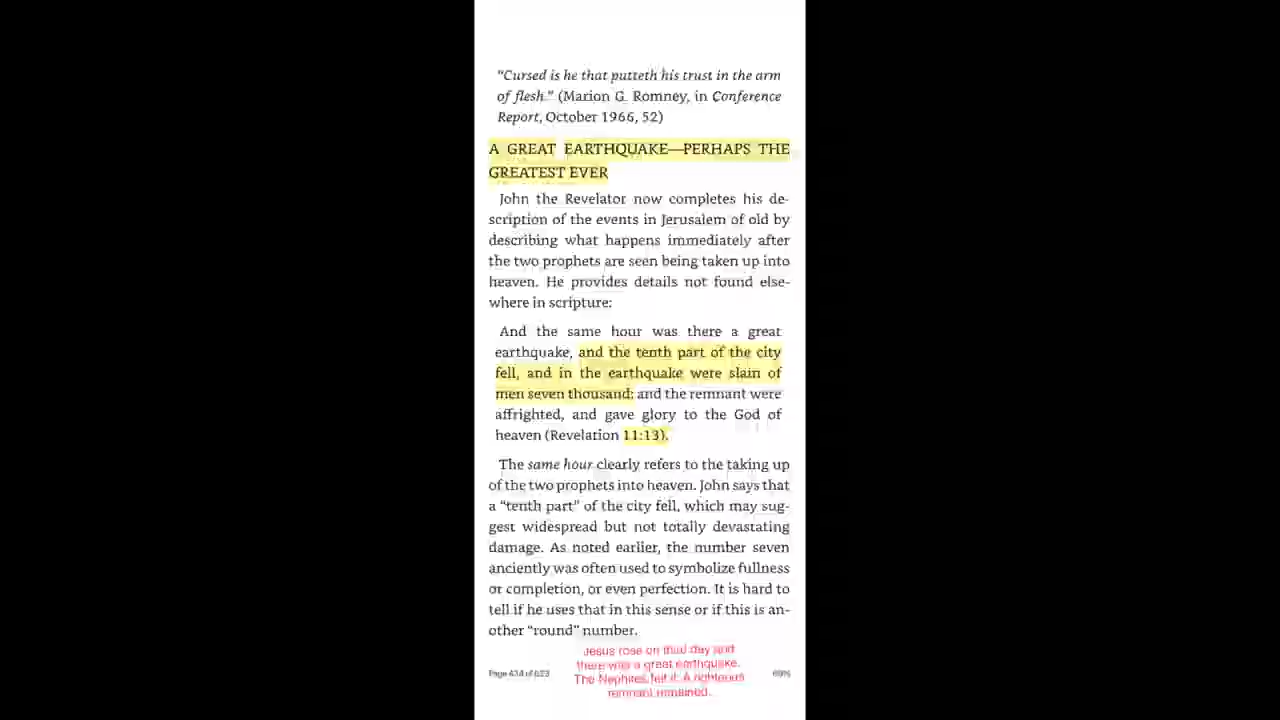 "Cursed is he that putteth his trust in the arm
of flesh." (Marion G. Romney, in Conference
Report, October 1966, 52)
A GREAT EARTHQUAKE—PERHAPS THE
GREATEST EVER
John the Revelator now completes his de-
scription of the events in Jerusalem of old by
describing what happens immediately after
the two prophets are seen being taken up into
heaven. He provides details not found else-
where in scripture:
And the same hour was there a great
earthquake, and the tenth part of the city
fell, and in the earthquake were slain of
men seven thousand: and the remnant were
affrighted, and gave glory to the God of
heaven (Revelation 11:13).
The same hour clearly refers to the taking up
of the two prophets into heaven. John says that
a "tenth part" of the city fell, which may sug-
gest widespread but not totally devastating
damage. As noted earlier, the number seven
anciently was often used to symbolize fullness
or completion, or even perfection. It is hard to
tell if he uses that in this sense or if this is an-
other "round" number.
Jesus rose on third day and
there was a great earthquake.
The Nephites felt it. A righteous
remnant remained.
Page 434 of 623
69%